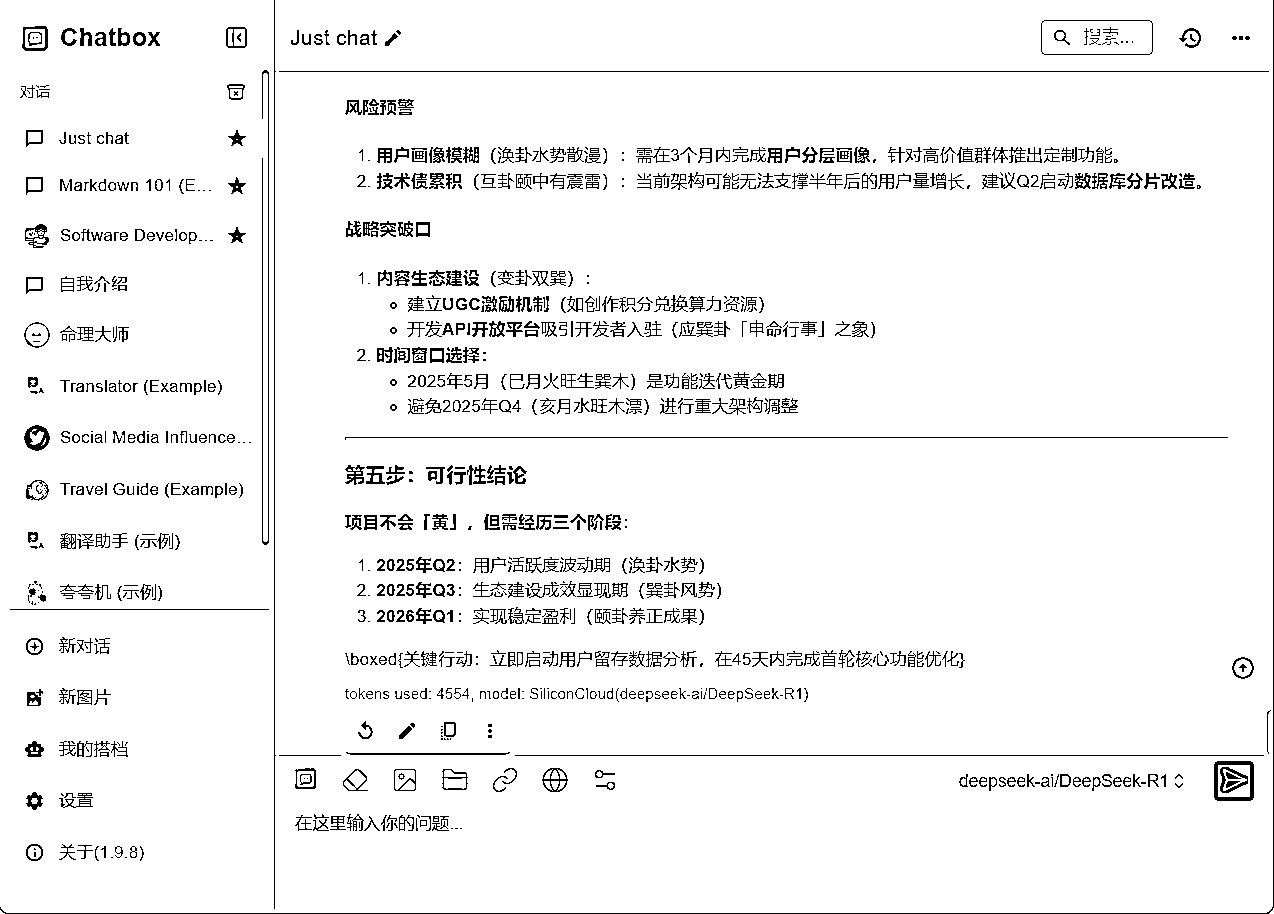 Chatbox
对话
Just chat
Markdown 101 (E...
Software Develop...
自我介绍
命理大师
Translator (Example)
Social Media Influence...
Travel Guide (Example)
翻译助手 (示例)
夸夸机 (示例)
新对话
新图片
我的搭档
设置
关于(1.9.8)
Just chat
搜索...
风险预警
1. 用户画像模糊（涣卦水势散漫）：需在3个月内完成用户分层画像，针对高价值群体推出定制功能。
2. 技术债累积（互卦颐中有震雷）：当前架构可能无法支撑半年后的用户量增长，建议Q2启动数据库分片改造。
战略突破口
1. 内容生态建设（变卦双巽）：
建立UGC激励机制（如创作积分兑换算力资源）
开发API开放平台吸引开发者入驻（应巽卦「申命行事」之象）
2. 时间窗口选择：
2025年5月（巳月火旺生巽木）是功能迭代黄金期
避免2025年Q4（亥月水旺木漂）进行重大架构调整
第五步：可行性结论
项目不会「黄」，但需经历三个阶段：
1. 2025年Q2：用户活跃度波动期（涣卦水势）
2. 2025年Q3：生态建设成效显现期（巽卦风势）
3. 2026年Q1：实现稳定盈利（颐卦养正成果）
\boxed{关键行动：立即启动用户留存数据分析，在45天内完成首轮核心功能优化}
tokens used: 4554, model: SiliconCloud(deepseek-ai/DeepSeek-R1)
deepseek-ai/DeepSeek-R1
在这里输入你的问题...